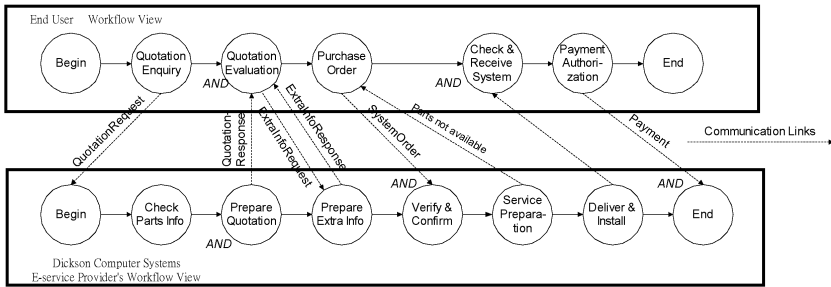 End User Workflow View
Begin
Quotation
Enquiry
AND
Quotation
Evaluation
Purchase
Order
AND
Check &
Receive
System
Payment
Authori-
zation
End
QuotationRequest
Quotation-
Response
ExtraInfoRequest
ExtraInfoResponse
SystemOrder
Parts not available
Payment
Communication Links
Begin
Check
Parts Info
AND
Prepare
Quotation
Prepare
Extra Info
AND
Verify &
Confirm
Service
Prepara-
tion
Deliver &
Install
AND
End
Dickson Computer Systems
E-service Provider's Workflow View